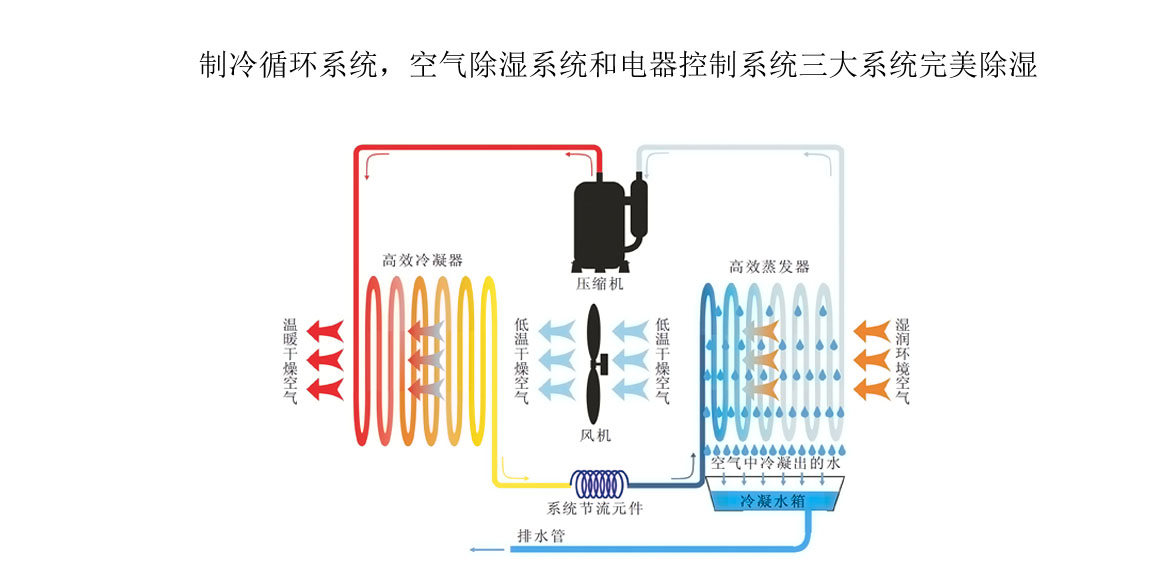 制冷循环系统，空气除湿系统和电器控制系统三大系统完美除湿
高效冷凝器
压缩机
高效蒸发器
温暖干燥空气
低温干燥空气
低温干燥空气
湿润环境空气
风机
空气中冷凝出的水
系统节流元件
冷凝水箱
排水管